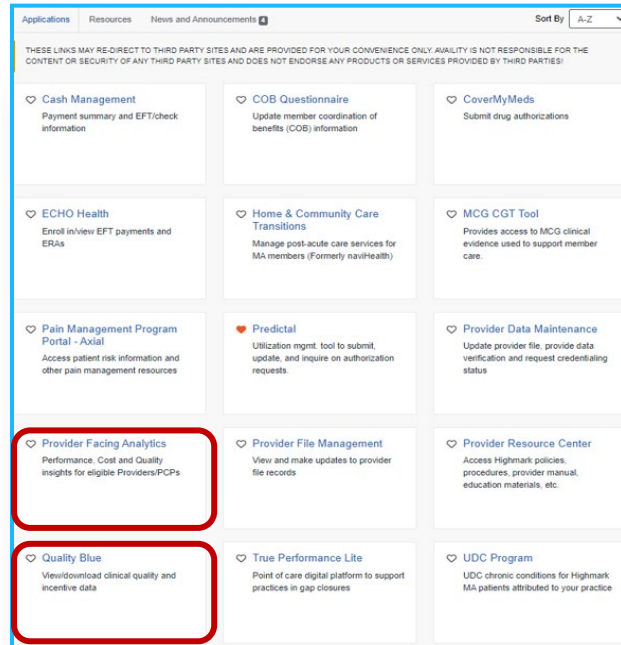 Applications Resources News and Announcements 4 Sort By A-Z
THESE LINKS MAY RE-DIRECT TO THIRD PARTY SITES AND ARE PROVIDED FOR YOUR CONVENIENCE ONLY. AVAILITY IS NOT RESPONSIBLE FOR THE
CONTENT OR SECURITY OF ANY THIRD PARTY SITES AND DOES NOT ENDORSE ANY PRODUCTS OR SERVICES PROVIDED BY THIRD PARTIES!
Cash Management
Payment summary and EFT/check
information
COB Questionnaire
Update member coordination of
benefits (COB) information
CoverMyMeds
Submit drug authorizations
ECHO Health
Enroll in/view EFT payments and
ERAs
Home & Community Care
Transitions
Manage post-acute care services for
MA members (Formerly naviHealth)
MCG CGT Tool
Provides access to MCG clinical
evidence used to support member
care.
Pain Management Program
Portal - Axial
Access patient risk information and
other pain management resources
Predictal
Utilization mgmt. tool to submit,
update, and inquire on authorization
requests.
Provider Data Maintenance
Update provider file, provide data
verification and request credentialing
status
Provider Facing Analytics
Performance, Cost and Quality
insights for eligible Providers/PCPs
Provider File Management
View and make updates to provider
file records
Provider Resource Center
Access Highmark policies,
procedures, provider manual,
education materials, etc.
Quality Blue
View/download clinical quality and
incentive data
True Performance Lite
Point of care digital platform to support
practices in gap closures
UDC Program
UDC chronic conditions for Highmark
MA patients attributed to your practice